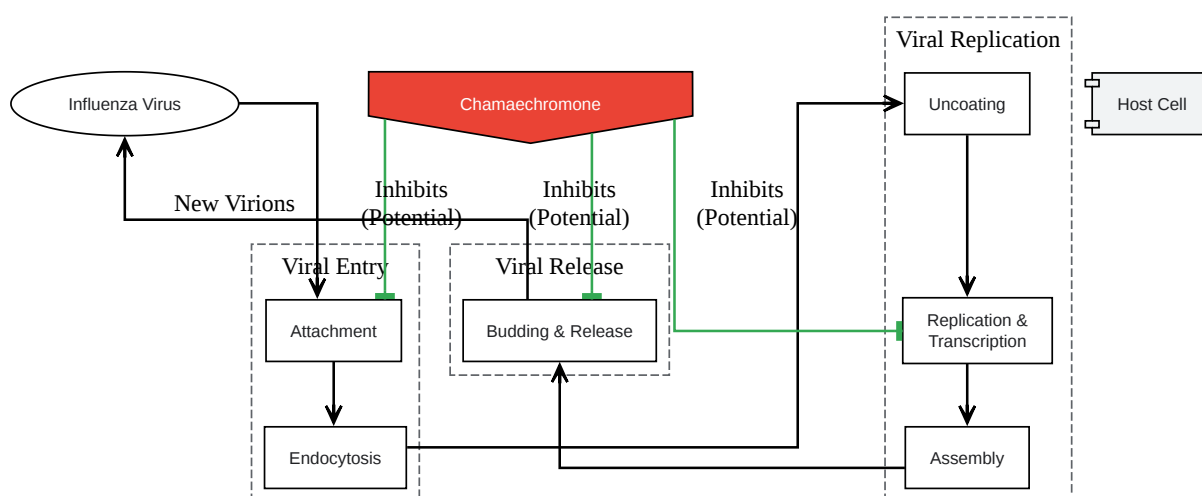 Viral Replication
Influenza Virus
Chamaechromone
Uncoating
Host Cell
Inhibits
(Potential)
Inhibits
(Potential)
Inhibits
(Potential)
New Virions
Viral Entry
Viral Release
Attachment
Budding & Release
Replication &
Transcription
Endocytosis
Assembly